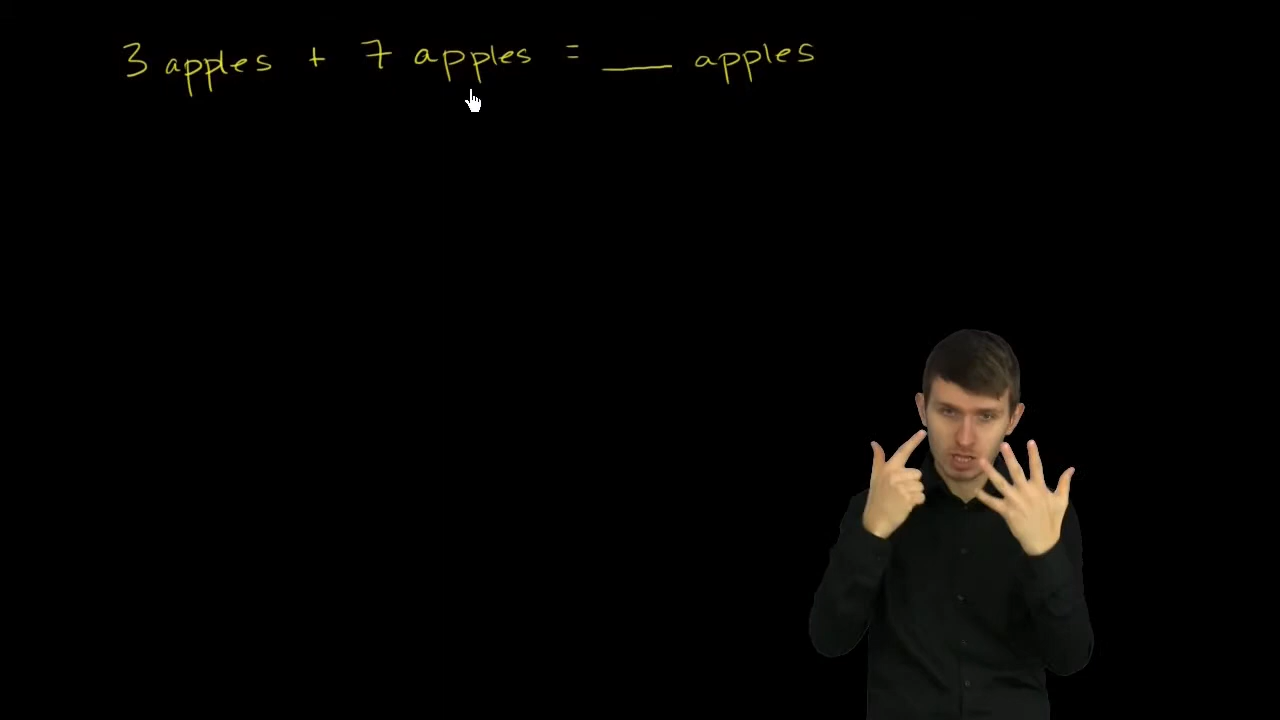 3 apples + 7 apples = ___ apples